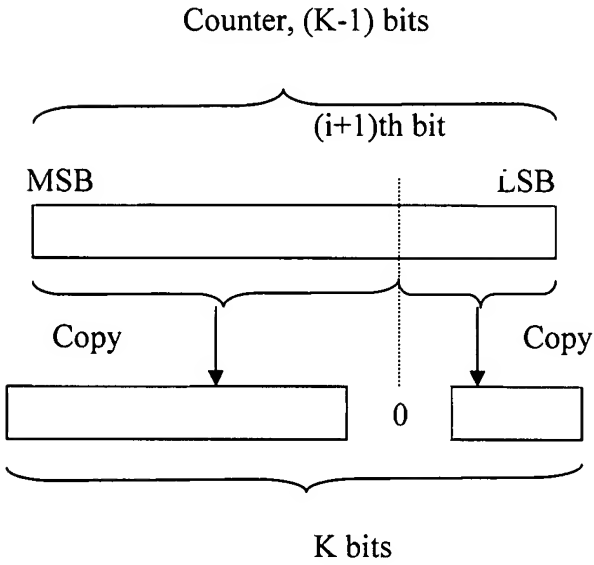 Counter, (K-1) bits
(i+1)th bit
MSB
LSB
Copy
Copy
0
K bits